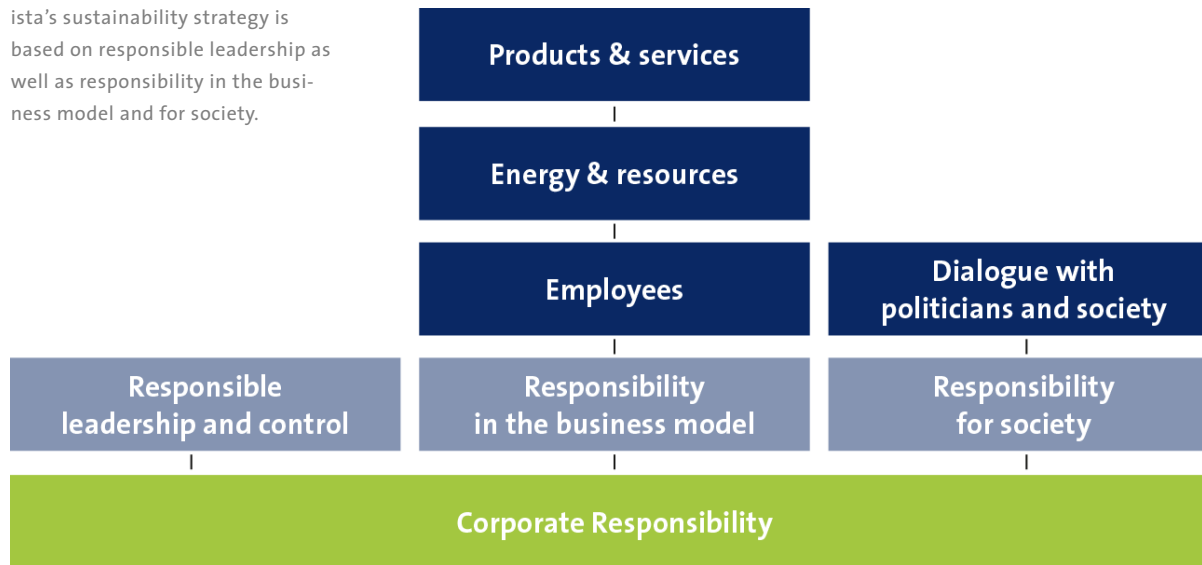 ista’s sustainability strategy is
based on responsible leadership as
well as responsibility in the busi-
ness model and for society.
Products & services
Energy & resources
Employees
Dialogue with
politicians and society
Responsible
leadership and control
Responsibility
in the business model
Responsibility
for society
Corporate Responsibility